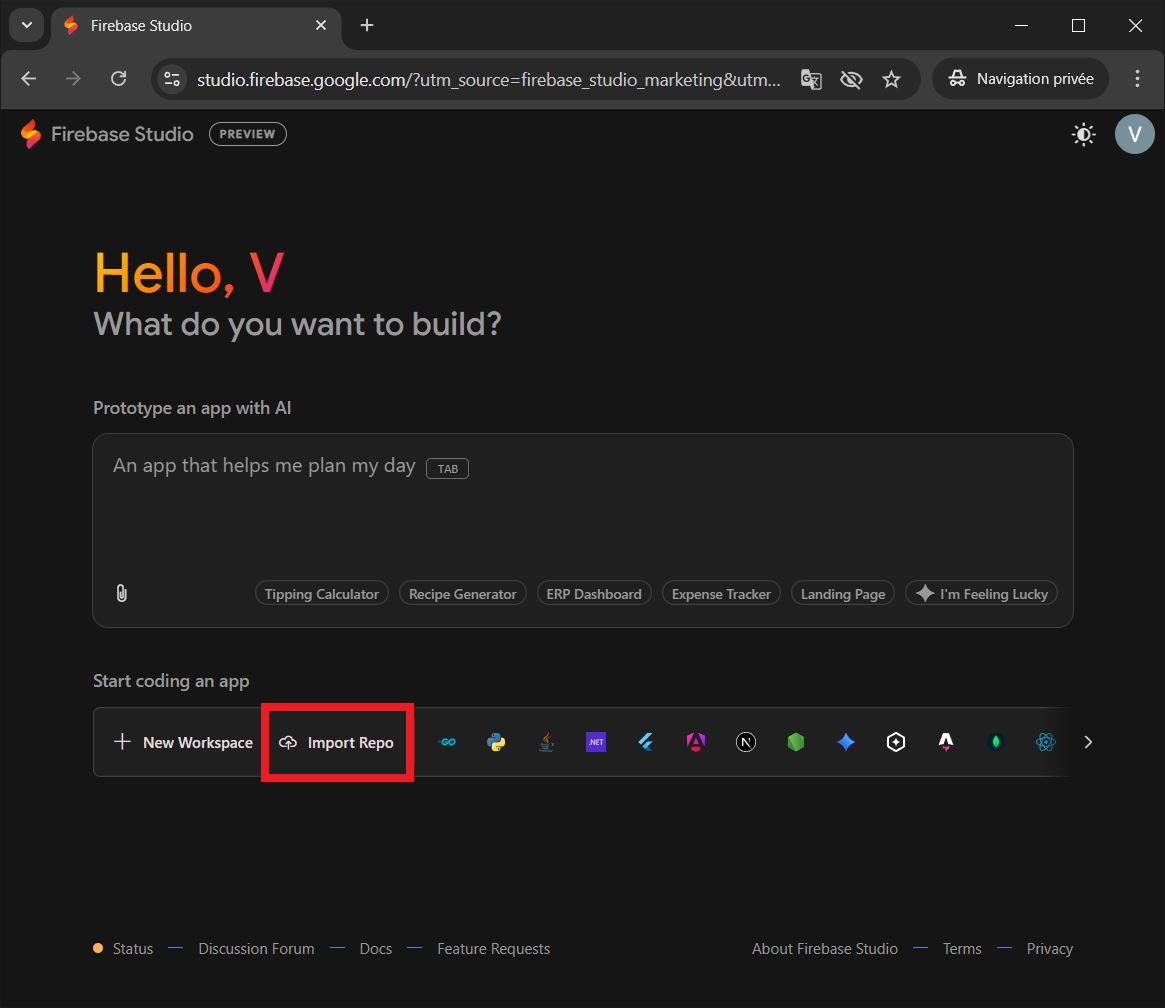 Firebase Studio
studio.firebase.google.com/?utm_source=firebase_studio_marketing&utm...
Navigation privée
Firebase Studio PREVIEW
V
Hello, V
What do you want to build?
Prototype an app with AI
An app that helps me plan my day TAB
Tipping Calculator Recipe Generator ERP Dashboard Expense Tracker Landing Page I'm Feeling Lucky
Start coding an app
New Workspace Import Repo GO .NET N
Status Discussion Forum Docs Feature Requests About Firebase Studio Terms Privacy